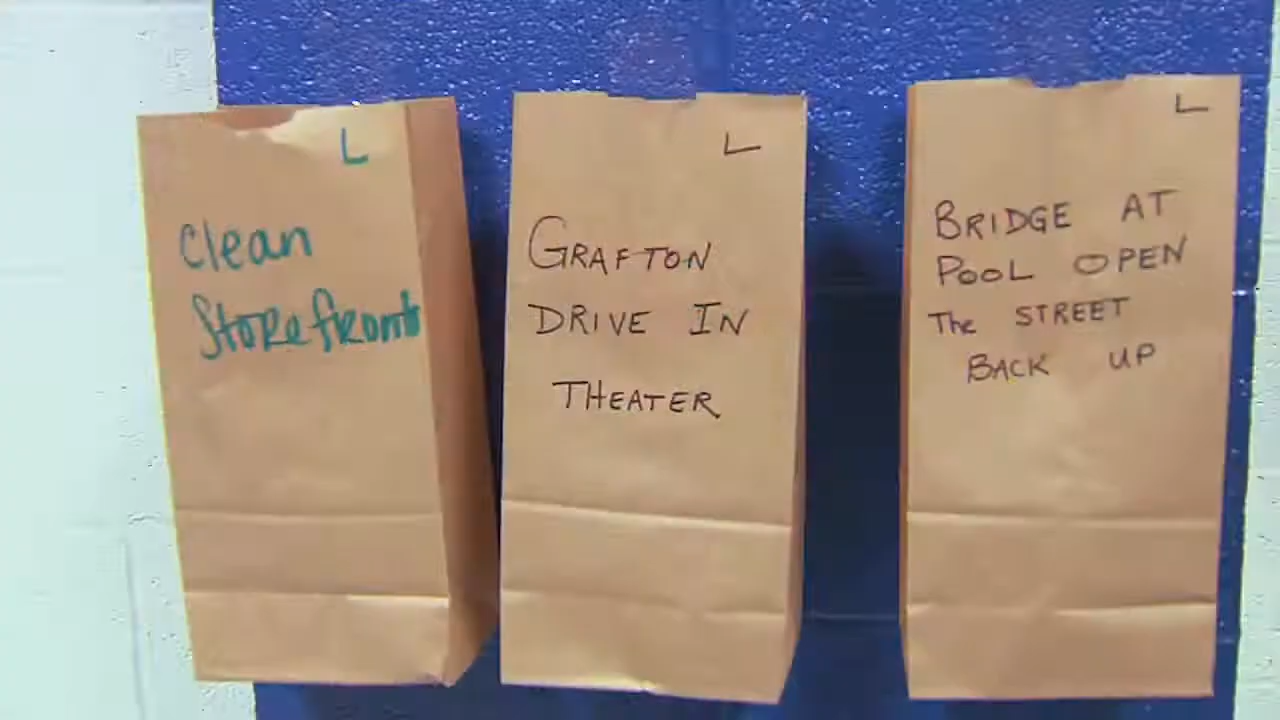 L
Clean
Storefront
L
GRAFTON
DRIVE IN
THEATER
L
BRIDGE AT
POOL OPEN
The STREET
BACK UP